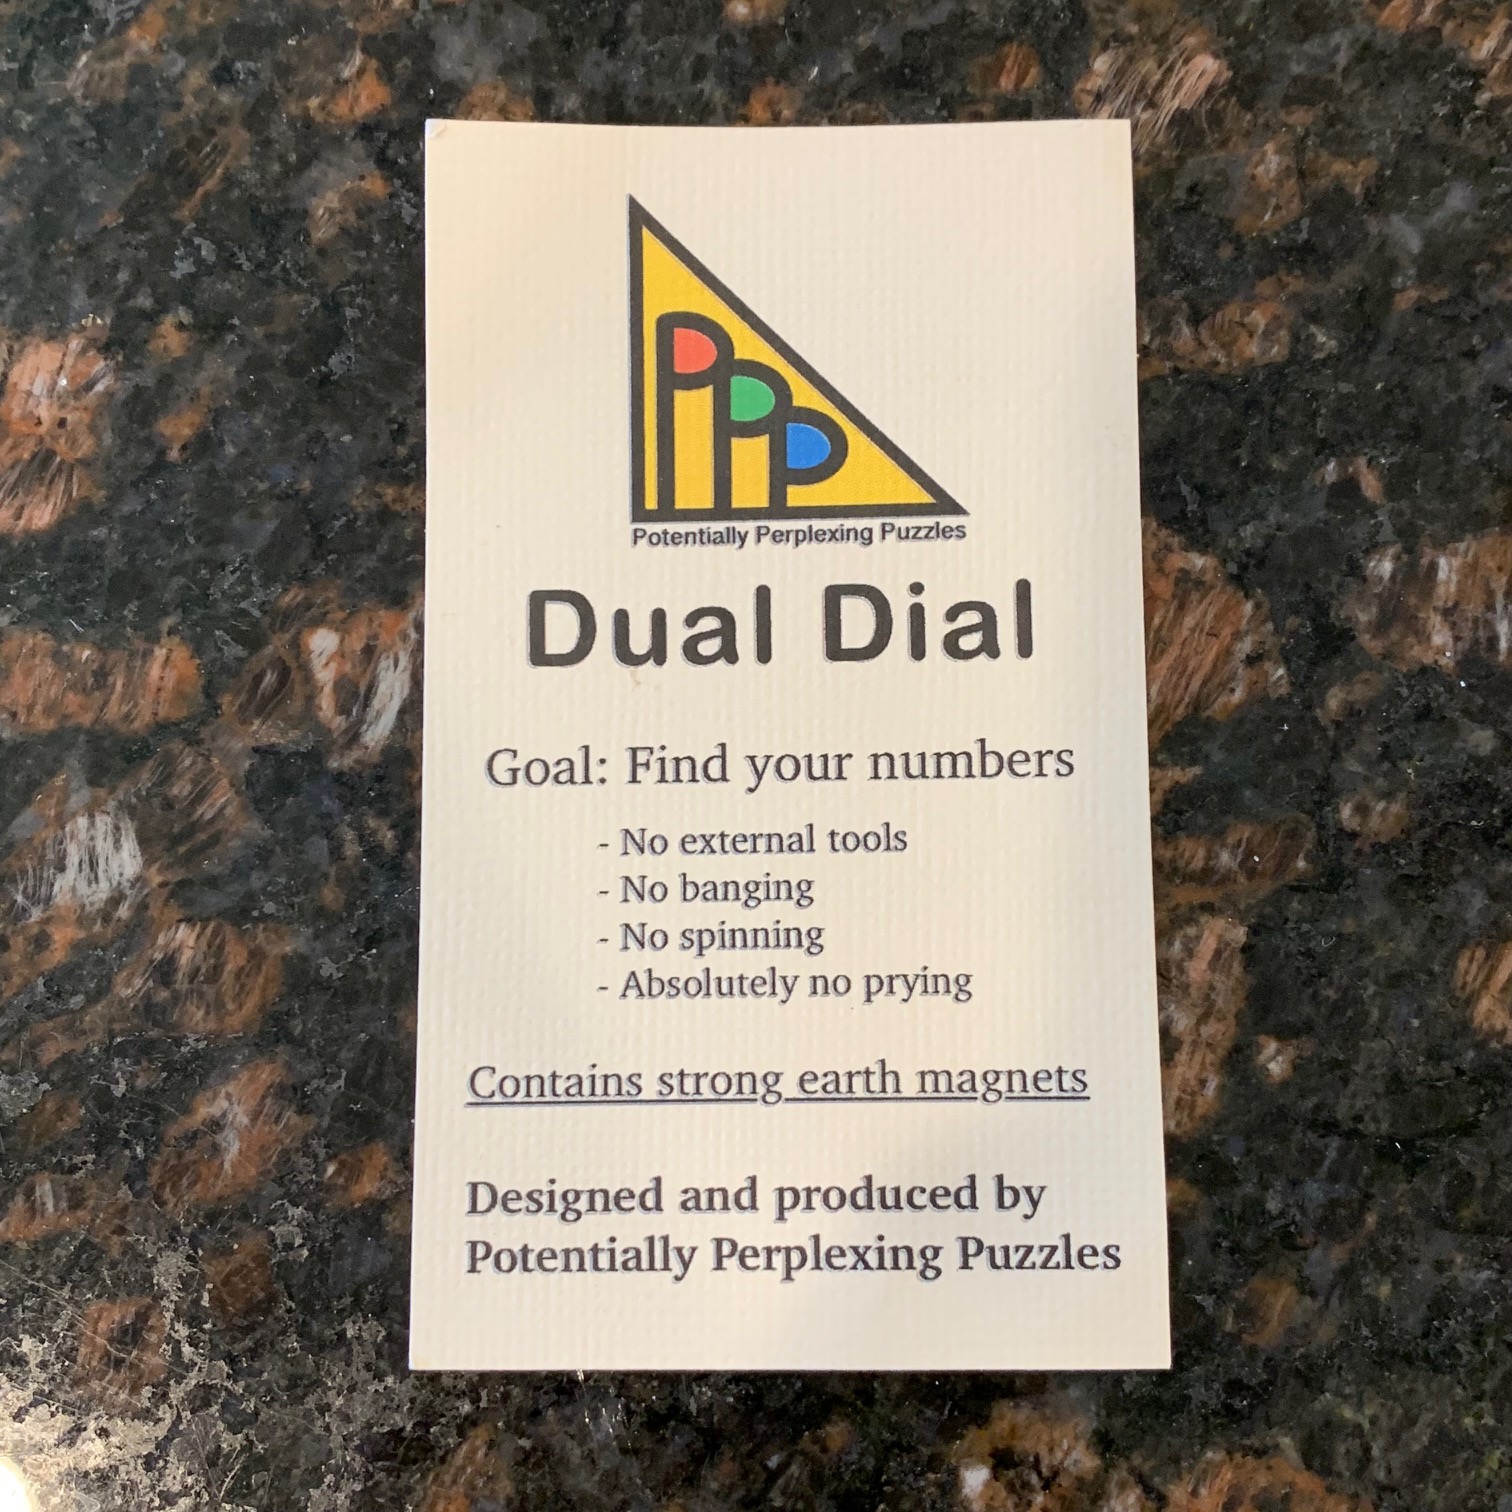 PPP
Potentially Perplexing Puzzles
Dual Dial
Goal: Find your numbers
- No external tools
- No banging
- No spinning
- Absolutely no prying
Contains strong earth magnets
Designed and produced by
Potentially Perplexing Puzzles